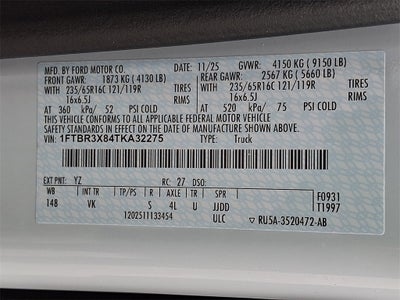 MFD. BY FORD MOTOR CO. 11/25 GVWR: 4150 KG ( 9150 LB)
FRONT GAWR: 1873 KG ( 4130 LB) REAR GAWR: 2567 KG ( 5660 LB)
WITH WITH
235/65R16C 121/119R TIRES 235/65R16C 121/119R TIRES
16x6.5J RIMS 16x6.5J RIMS
AT 360 kPa/ 52 PSI COLD AT 520 kPa/ 75 PSI COLD
THIS VEHICLE CONFORMS TO ALL APPLICABLE FEDERAL MOTOR VEHICLE
SAFETY STANDARDS IN EFFECT ON THE DATE OF MANUFACTURE SHOWN ABOVE.
VIN: 1FTBR3X84TKA32275 TYPE: Truck
EXT PNT: YZ RC: 27 DSO:
WB TRIM TP/PS R AXLE TR SPR F0931
148 VK S 4L U JJDD T1997
1202511133454 ULC RU5A-3520472-AB